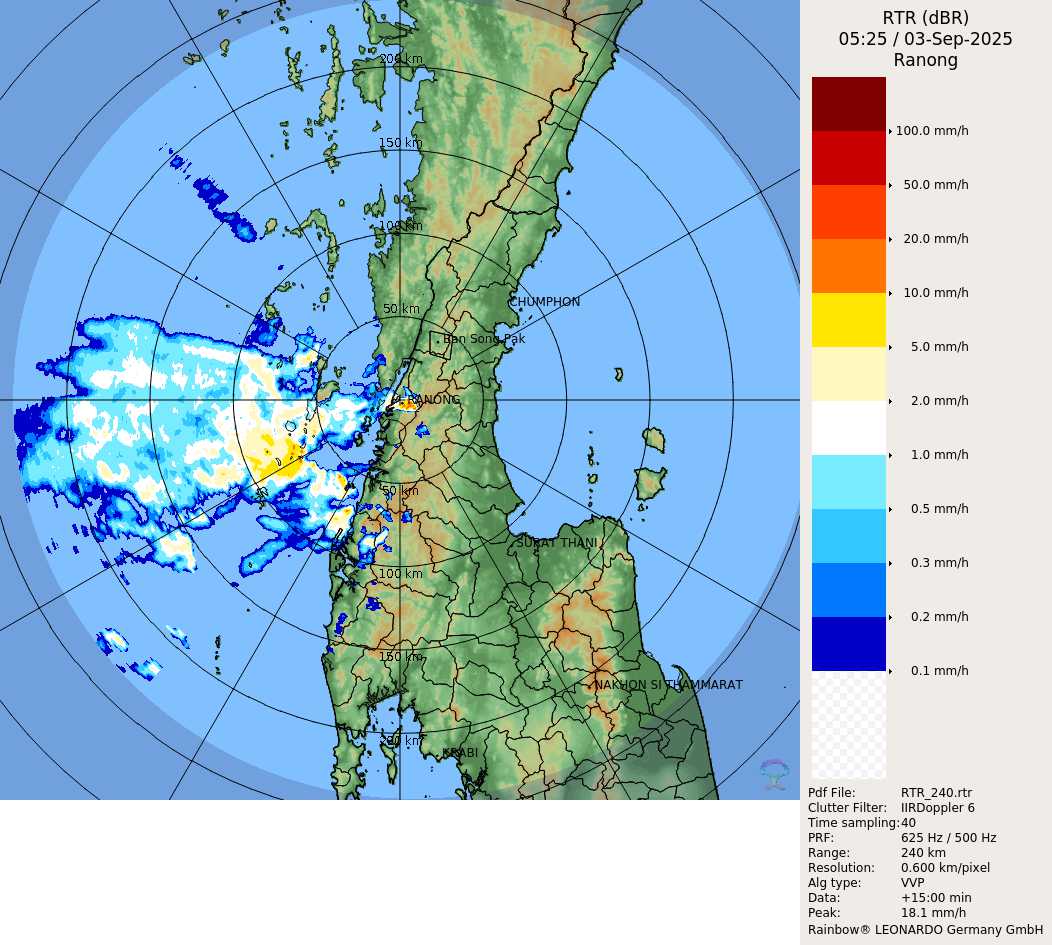 200 km
150 km
100 km
CHUMPHON
50 km
Ban Song Pak
RANONG
50 km
SURAT THANI
100 km
150 km
NAKHON SI THAMMARAT
200 km
KRABI
RTR (dBR)
05:25 / 03-Sep-2025
Ranong
100.0 mm/h
50.0 mm/h
20.0 mm/h
10.0 mm/h
5.0 mm/h
2.0 mm/h
1.0 mm/h
0.5 mm/h
0.3 mm/h
0.2 mm/h
0.1 mm/h
Pdf File: RTR_240.rtr
Clutter Filter: IIRDoppler 6
Time sampling:40
PRF: 625 Hz / 500 Hz
Range: 240 km
Resolution: 0.600 km/pixel
Alg type: VVP
Data: +15:00 min
Peak: 18.1 mm/h
Rainbow® LEONARDO Germany GmbH